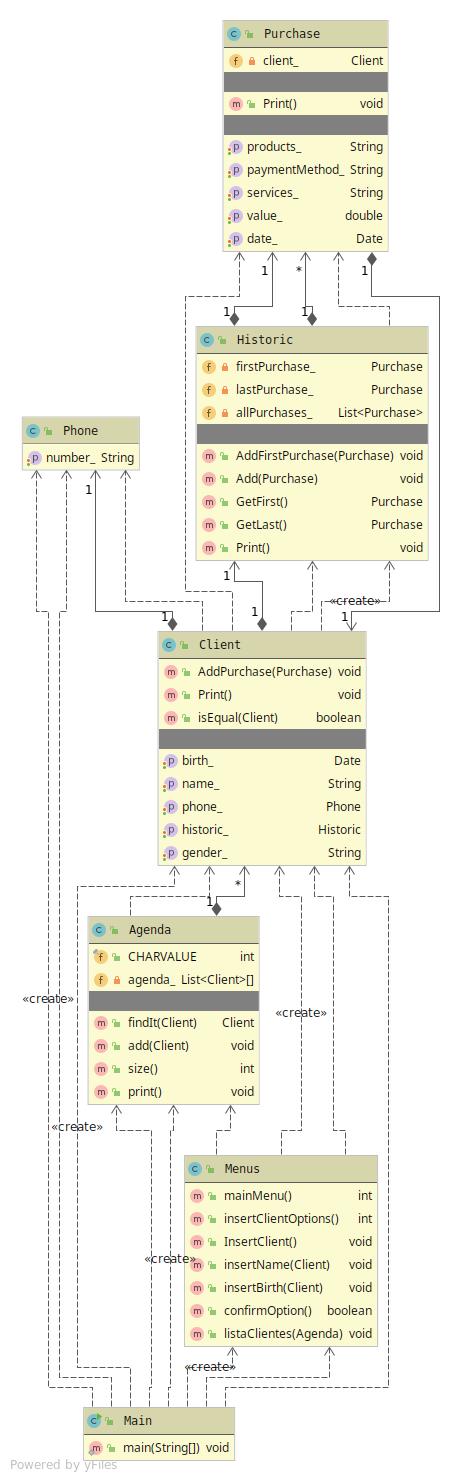 Purchase
client_ Client
Print() void
products_ String
paymentMethod_ String
services_ String
value_ double
date_ Date
1 * 1
1 1
Historic
firstPurchase_ Purchase
lastPurchase_ Purchase
allPurchases_ List<Purchase>
AddFirstPurchase(Purchase) void
Add(Purchase) void
GetFirst() Purchase
GetLast() Purchase
Print() void
Phone
number_ String
1
1
«create»
1 1 1
Client
AddPurchase(Purchase) void
Print() void
isEqual(Client) boolean
birth_ Date
name_ String
phone_ Phone
historic_ Historic
gender_ String
*
1
Agenda
CHARVALUE int
agenda_ List<Client>[]
findIt(Client) Client
add(Client) void
size() int
print() void
«create»
«create»
«create»
Menus
mainMenu() int
insertClientOptions() int
InsertClient() void
insertName(Client) void
insertBirth(Client) void
confirmOption() boolean
listaClientes(Agenda) void
«create»
«create»
Main
main(String[]) void
Powered by yFiles